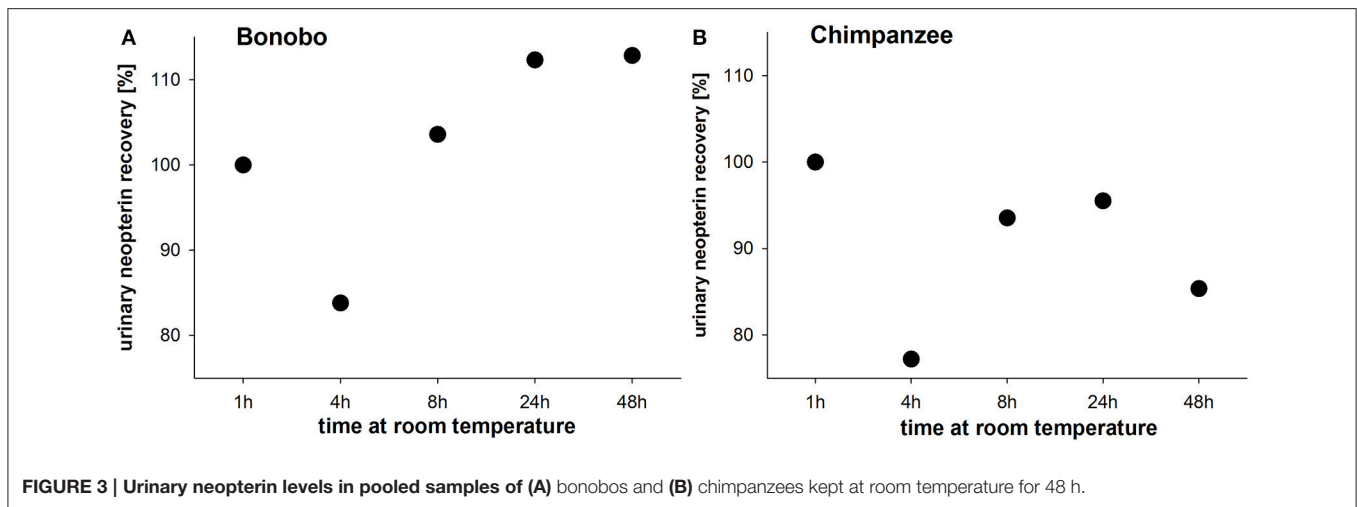 A Bonobo
urinary neopterin recovery [%]
110
100
90
80
1h 4h 8h 24h 48h
time at room temperature
B Chimpanzee
urinary neopterin recovery [%]
110
100
90
80
1h 4h 8h 24h 48h
time at room temperature
FIGURE 3 | Urinary neopterin levels in pooled samples of (A) bonobos and (B) chimpanzees kept at room temperature for 48 h.